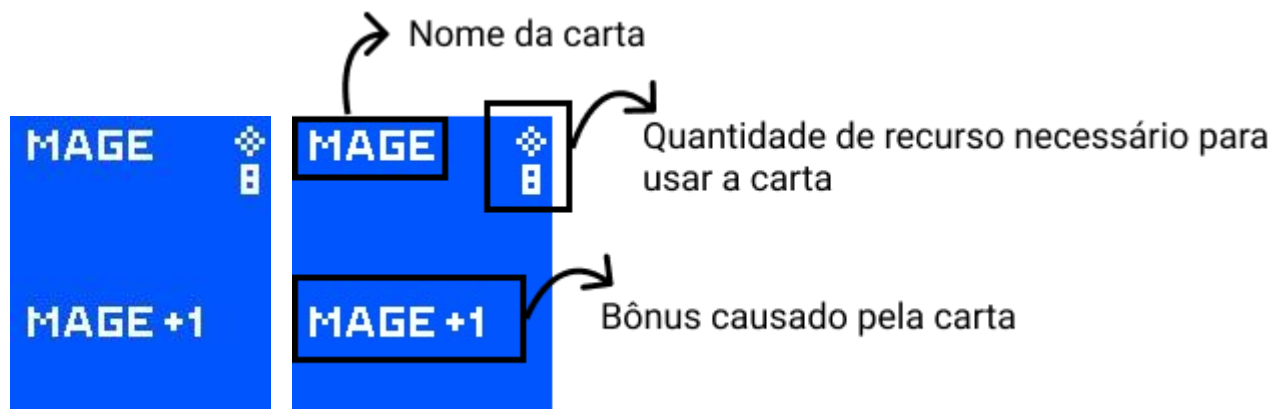 Nome da carta
MAGE
8
MAGE
8
Quantidade de recurso necessário para
usar a carta
MAGE +1
MAGE +1
Bônus causado pela carta